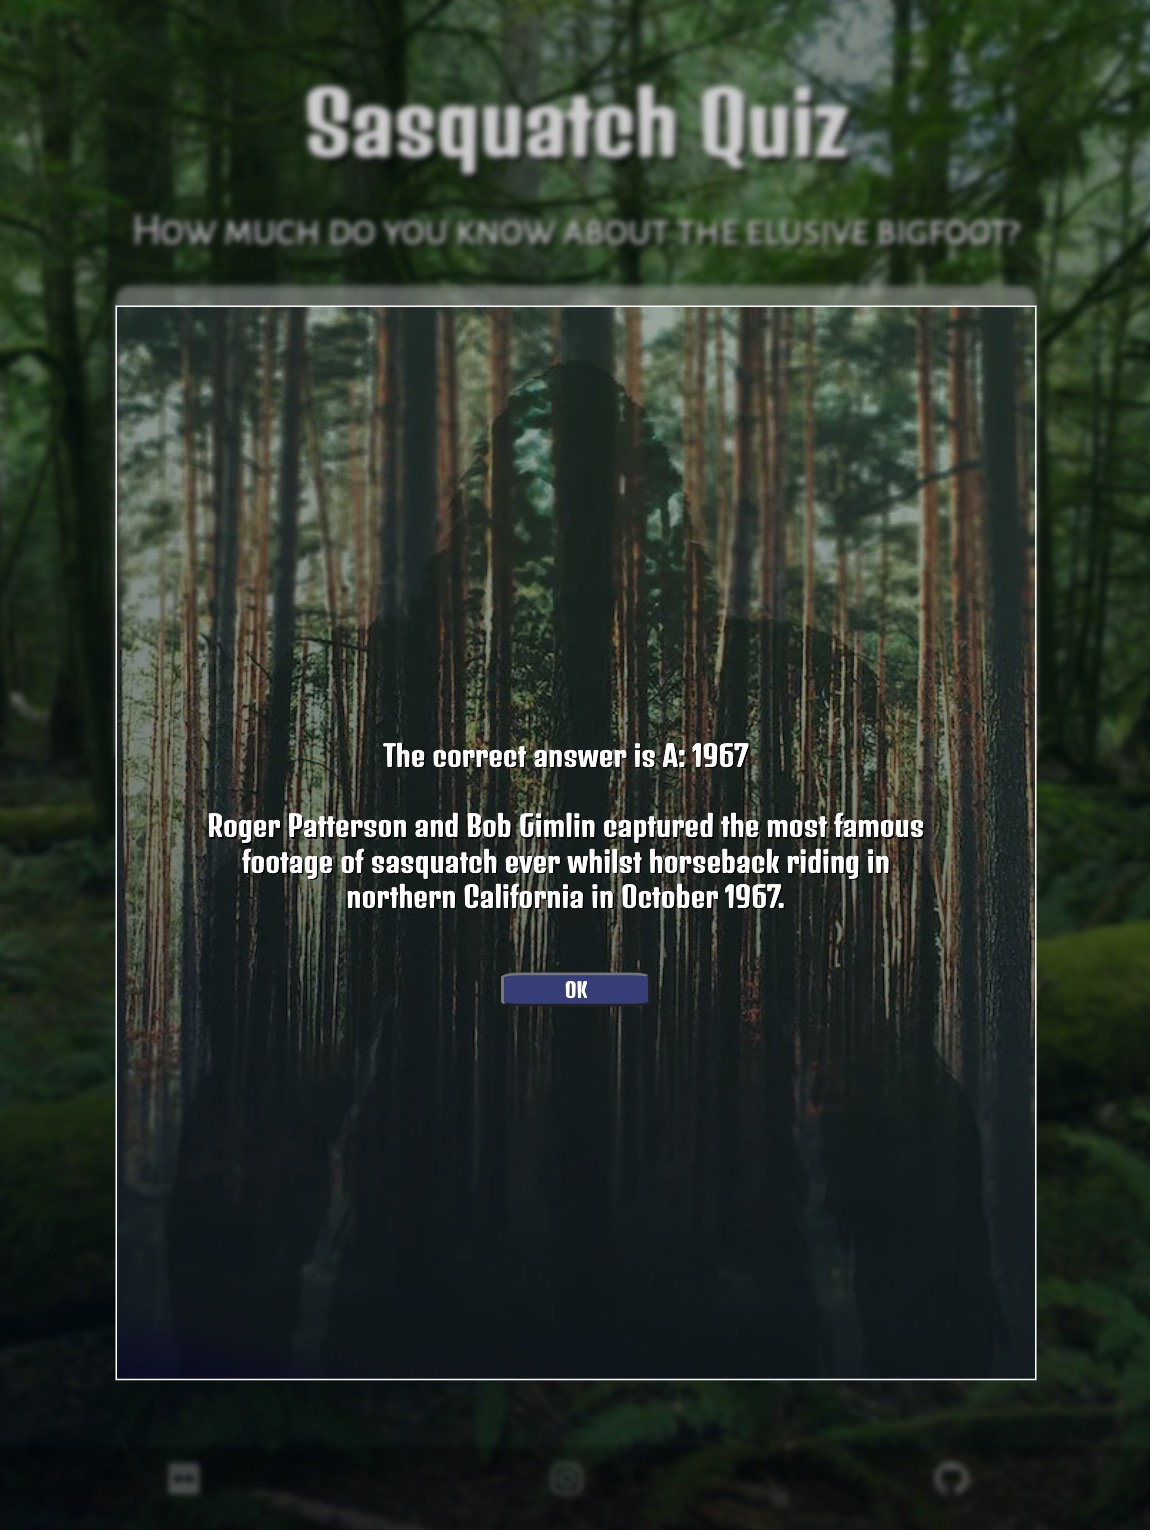 Sasquatch Quiz
How much do you know about the elusive bigfoot?
The correct answer is A: 1967
Roger Patterson and Bob Gimlin captured the most famous
footage of sasquatch ever whilst horseback riding in
northern California in October 1967.
OK